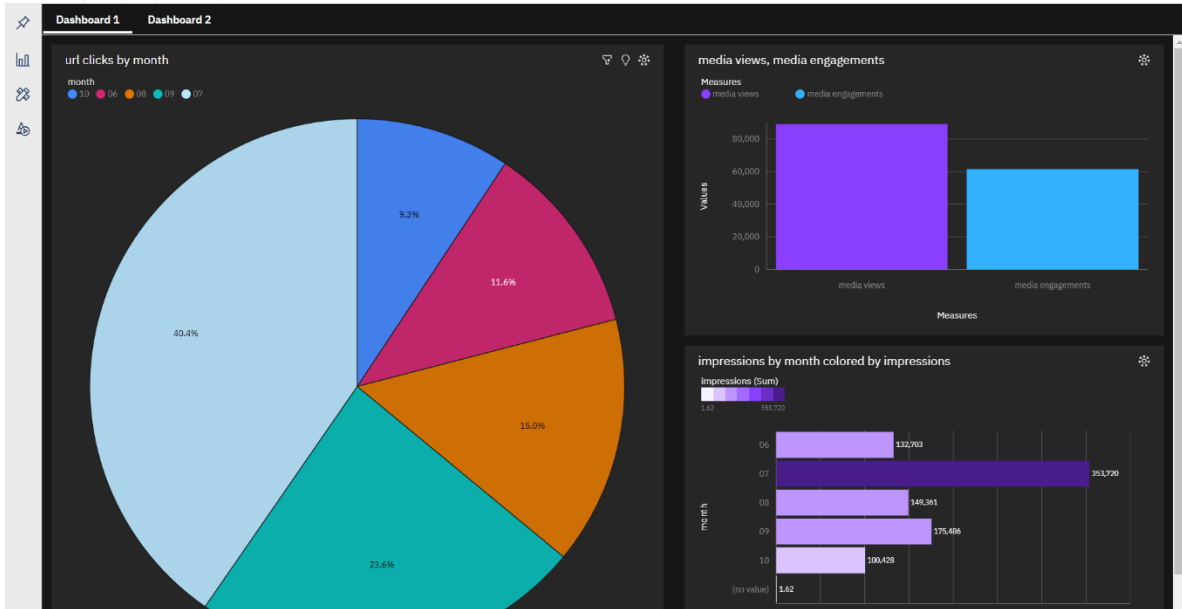 Dashboard 1 Dashboard 2
url clicks by month
month
10 06 08 09 07
9.3%
11.6%
40.4%
15.0%
23.6%
media views, media engagements
Measures
media views media engagements
80,000
60,000
40,000
20,000
0
Values
media views media engagements
Measures
impressions by month colored by impressions
impressions (Sum)
1.62 353,720
month
06 132,703
07 353,720
08 149,361
09 175,486
10 100,428
(no value) 1.62